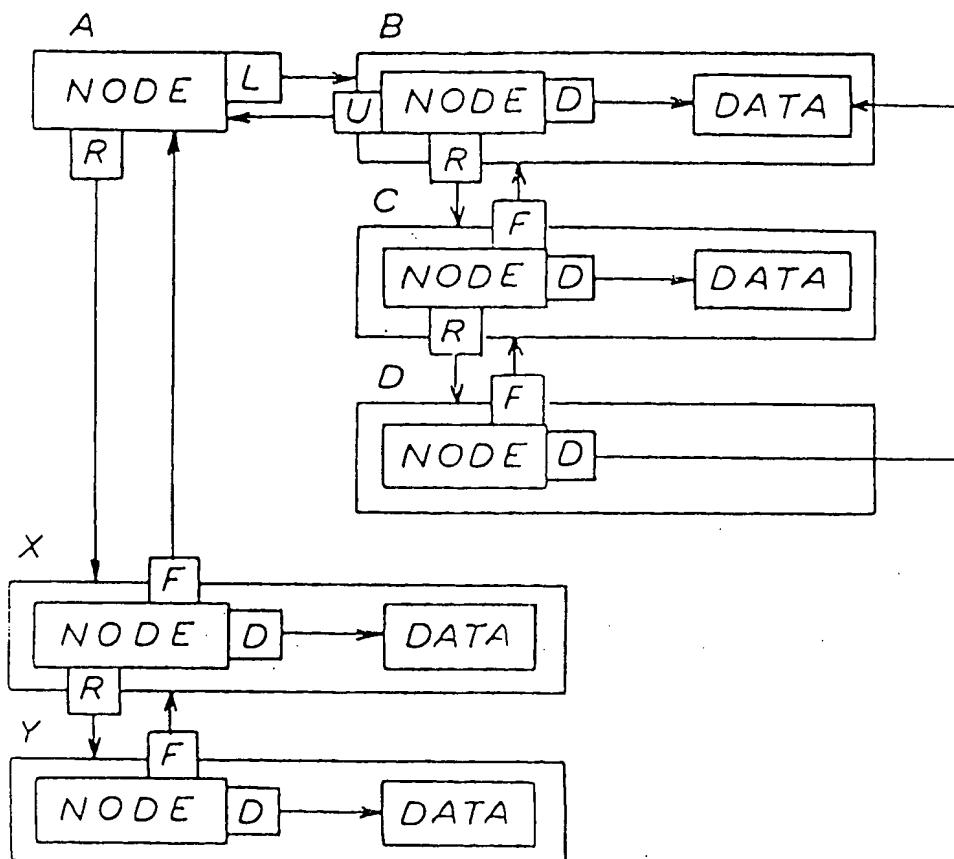 A
B
NODE L
U NODE D DATA
R
R
C
F
NODE D DATA
R
D
F
NODE D
X
F
NODE D DATA
R
Y
F
NODE D DATA